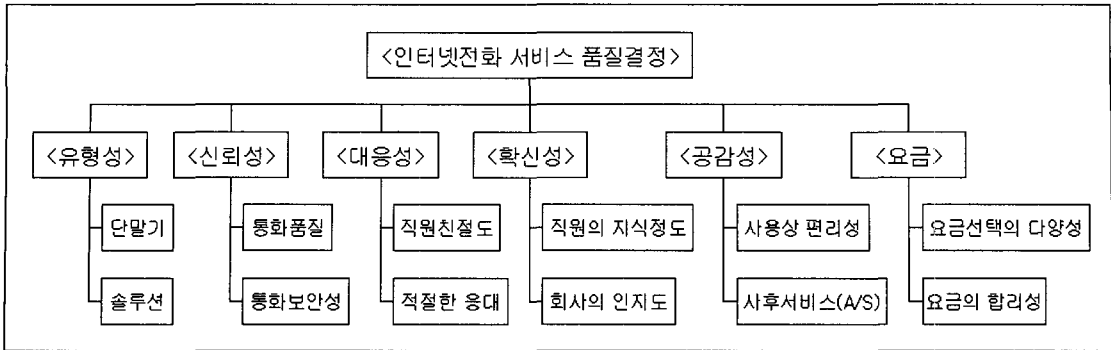 <인터넷전화 서비스 품질결정>
<유형성> <신뢰성> <대응성> <확신성> <공감성> <요금>
단말기 통화품질 직원친절도 직원의 지식정도 사용상 편리성 요금선택의 다양성
솔루션 통화보안성 적절한 응대 회사의 인지도 사후서비스(A/S) 요금의 합리성